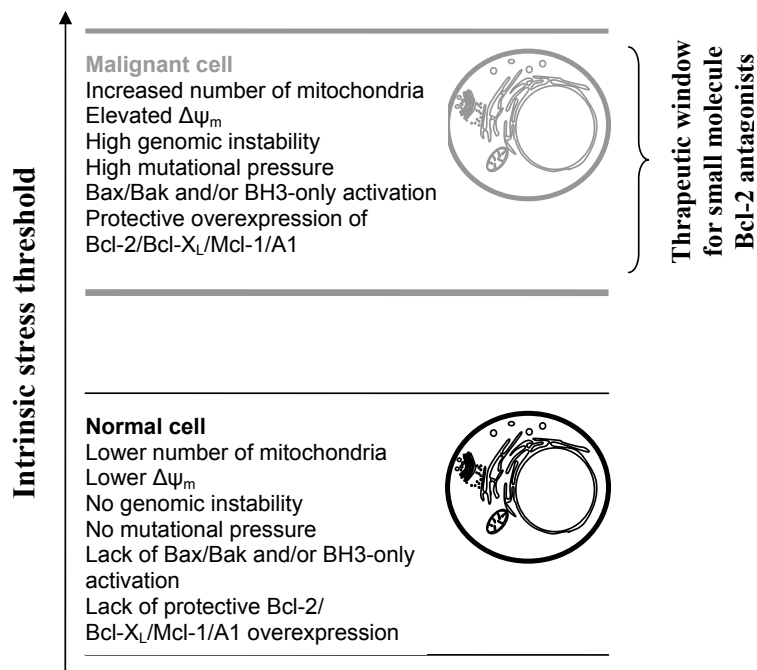 Intrinsic stress threshold
Malignant cell
Increased number of mitochondria
Elevated Δψm
High genomic instability
High mutational pressure
Bax/Bak and/or BH3-only activation
Protective overexpression of
Bcl-2/Bcl-XL/Mcl-1/A1
Thrapeutic window
for small molecule
Bcl-2 antagonists
Normal cell
Lower number of mitochondria
Lower Δψm
No genomic instability
No mutational pressure
Lack of Bax/Bak and/or BH3-only
activation
Lack of protective Bcl-2/
Bcl-XL/Mcl-1/A1 overexpression